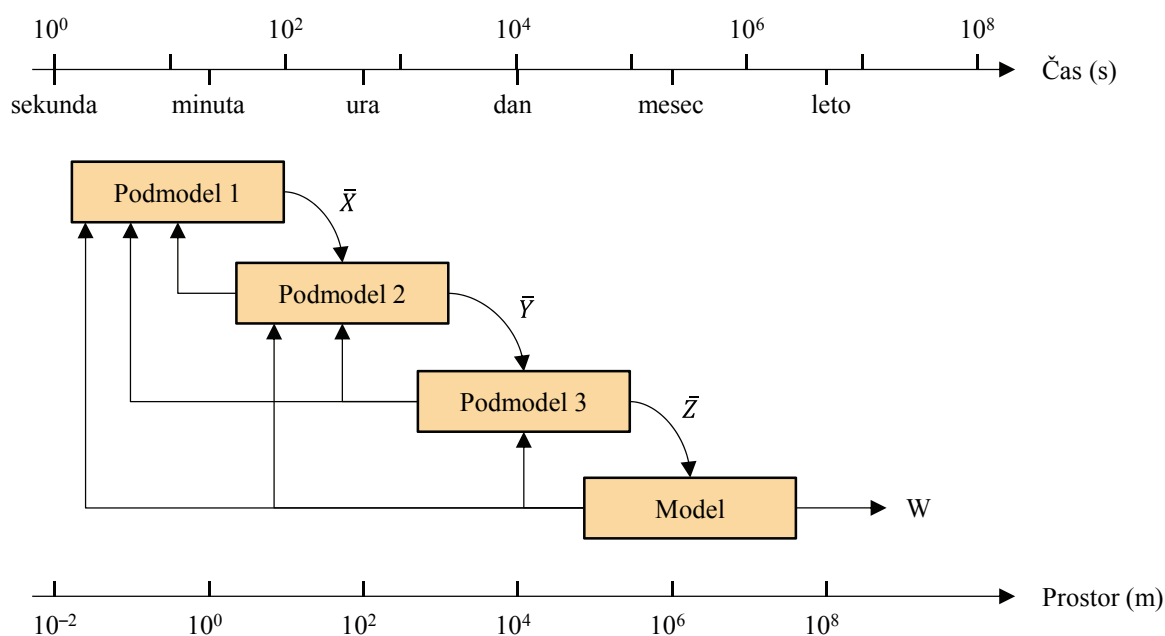 10⁰ 10² 10⁴ 10⁶ 10⁸
Čas (s)
sekunda minuta ura dan mesec leto
Podmodel 1
X̄
Podmodel 2
Ȳ
Podmodel 3
Z̄
Model
W
Prostor (m)
10⁻² 10⁰ 10² 10⁴ 10⁶ 10⁸